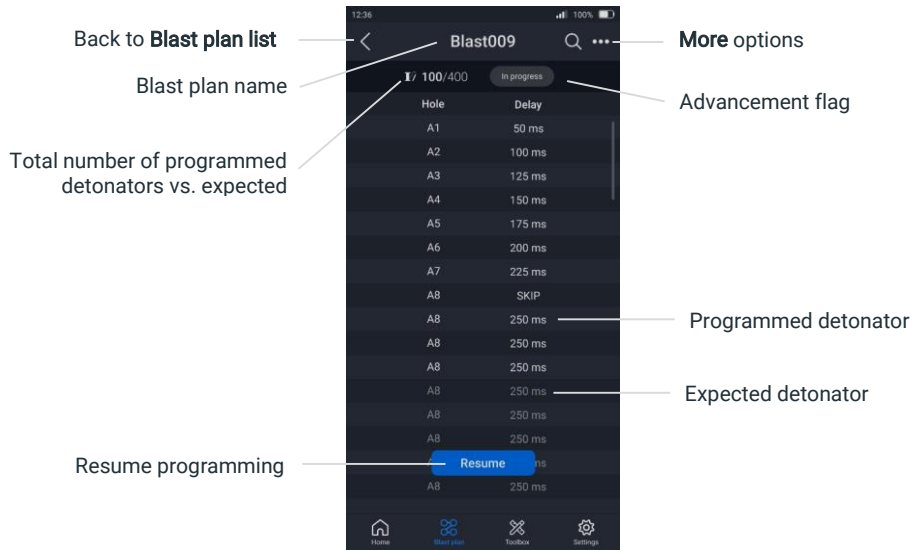 12:36
100%
Back to Blast plan list
Blast009
More options
Blast plan name
100/400
In progress
Advancement flag
Hole Delay
A1 50 ms
A2 100 ms
Total number of programmed
detonators vs. expected
A3 125 ms
A4 150 ms
A5 175 ms
A6 200 ms
A7 225 ms
A8 SKIP
A8 250 ms
Programmed detonator
A8 250 ms
A8 250 ms
A8 250 ms
Expected detonator
A8 250 ms
A8 250 ms
Resume programming
Resume
ms
A8 250 ms
Home
Blast plan
Toolbox
Settings